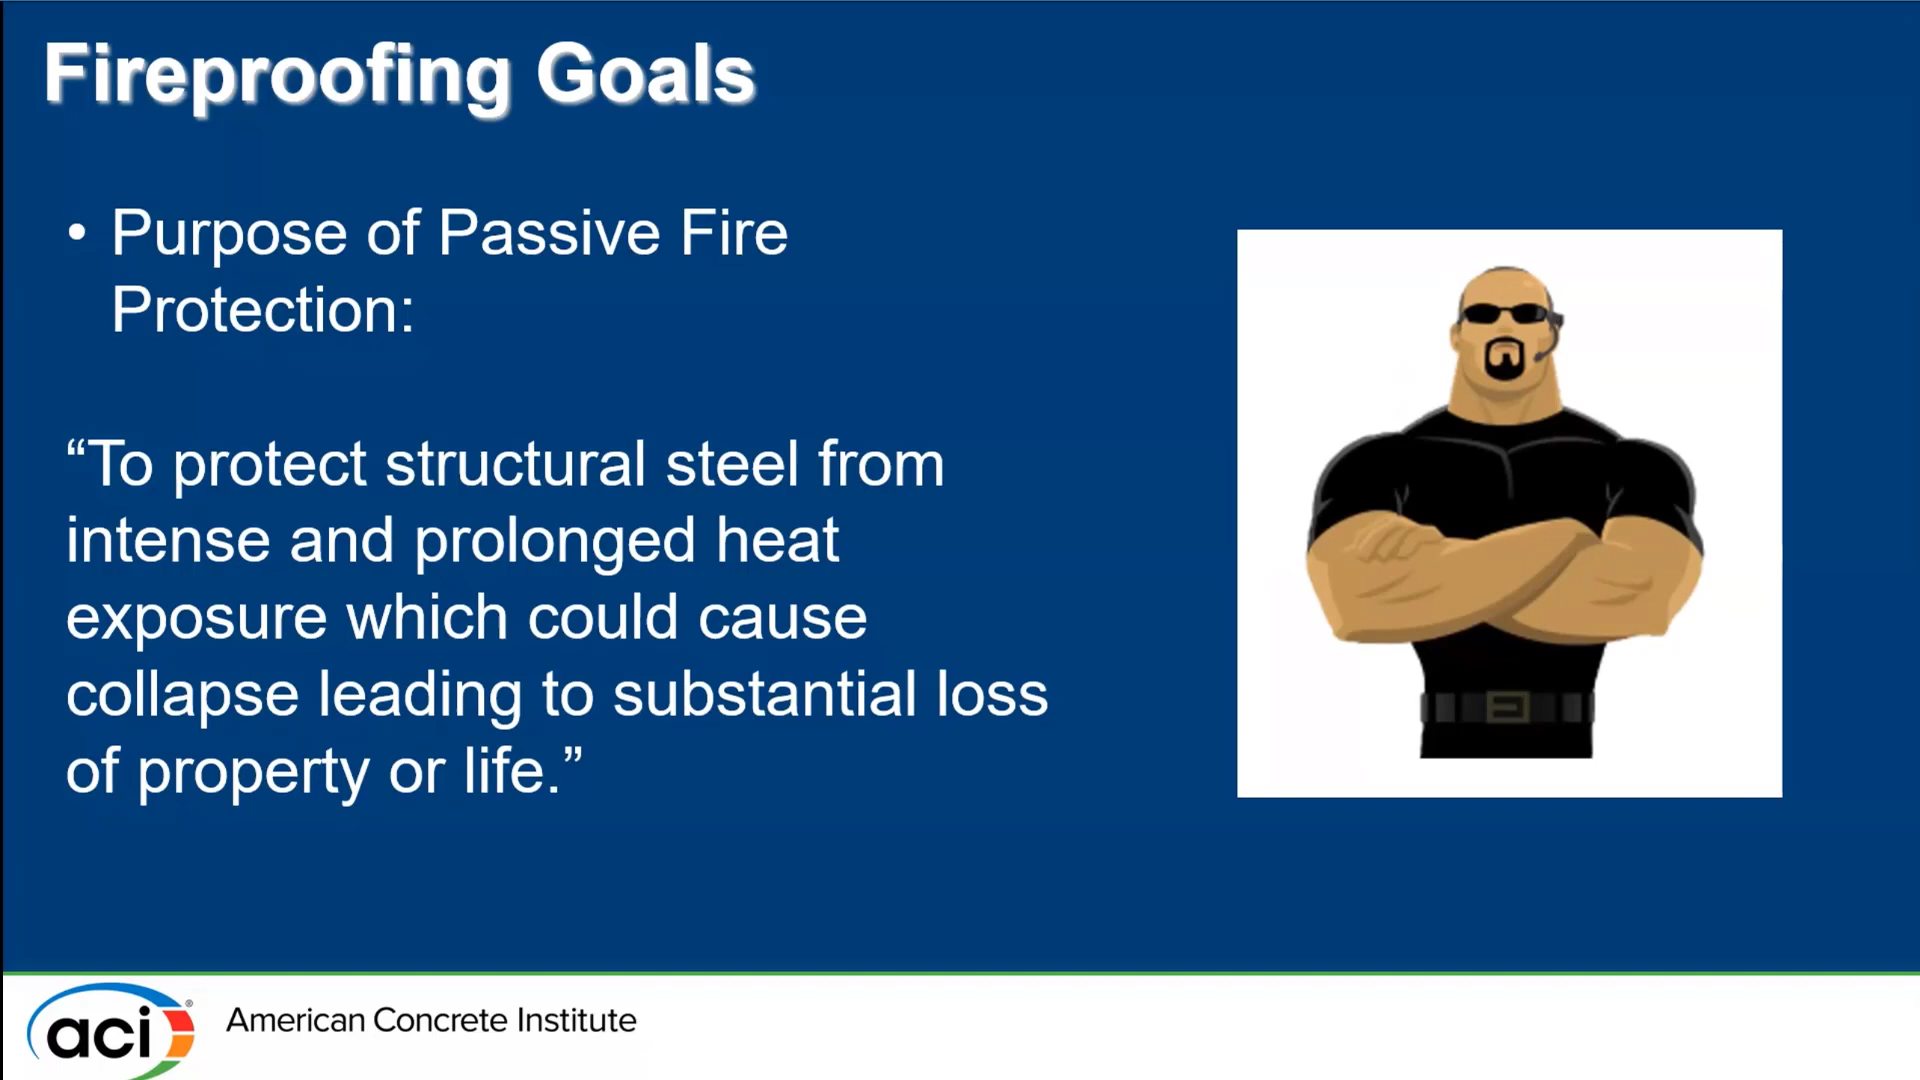 Fireproofing Goals
• Purpose of Passive Fire
Protection:
“To protect structural steel from
intense and prolonged heat
exposure which could cause
collapse leading to substantial loss
of property or life.”
aci®
American Concrete Institute